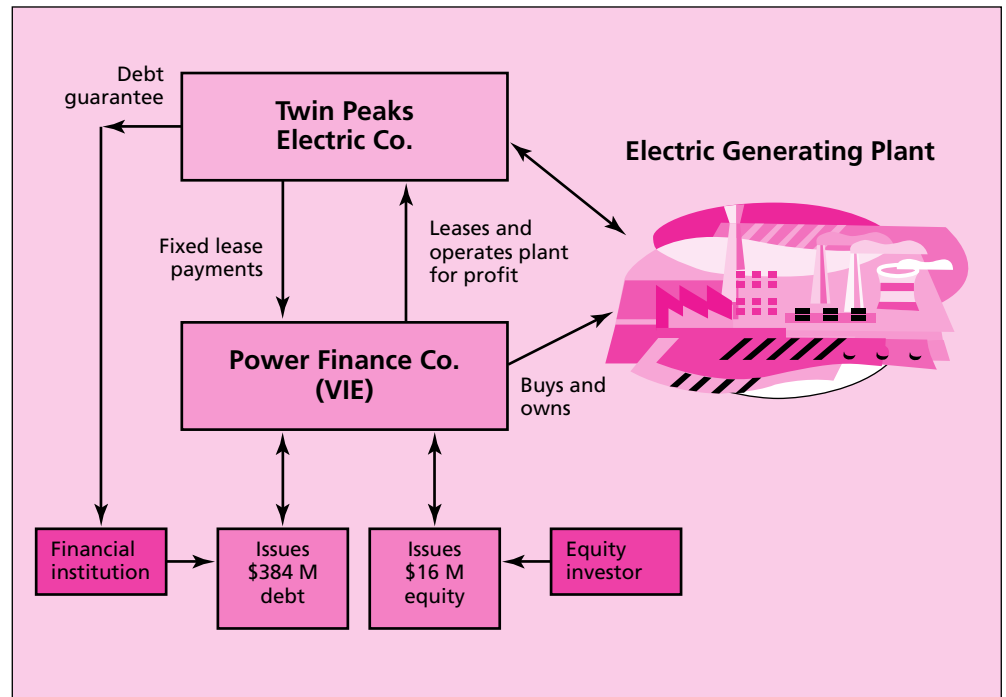 Debt
guarantee
Twin Peaks
Electric Co.
Electric Generating Plant
Fixed lease
payments
Leases and
operates plant
for profit
Power Finance Co.
(VIE)
Buys and
owns
Financial
institution
Issues
$384 M
debt
Issues
$16 M
equity
Equity
investor